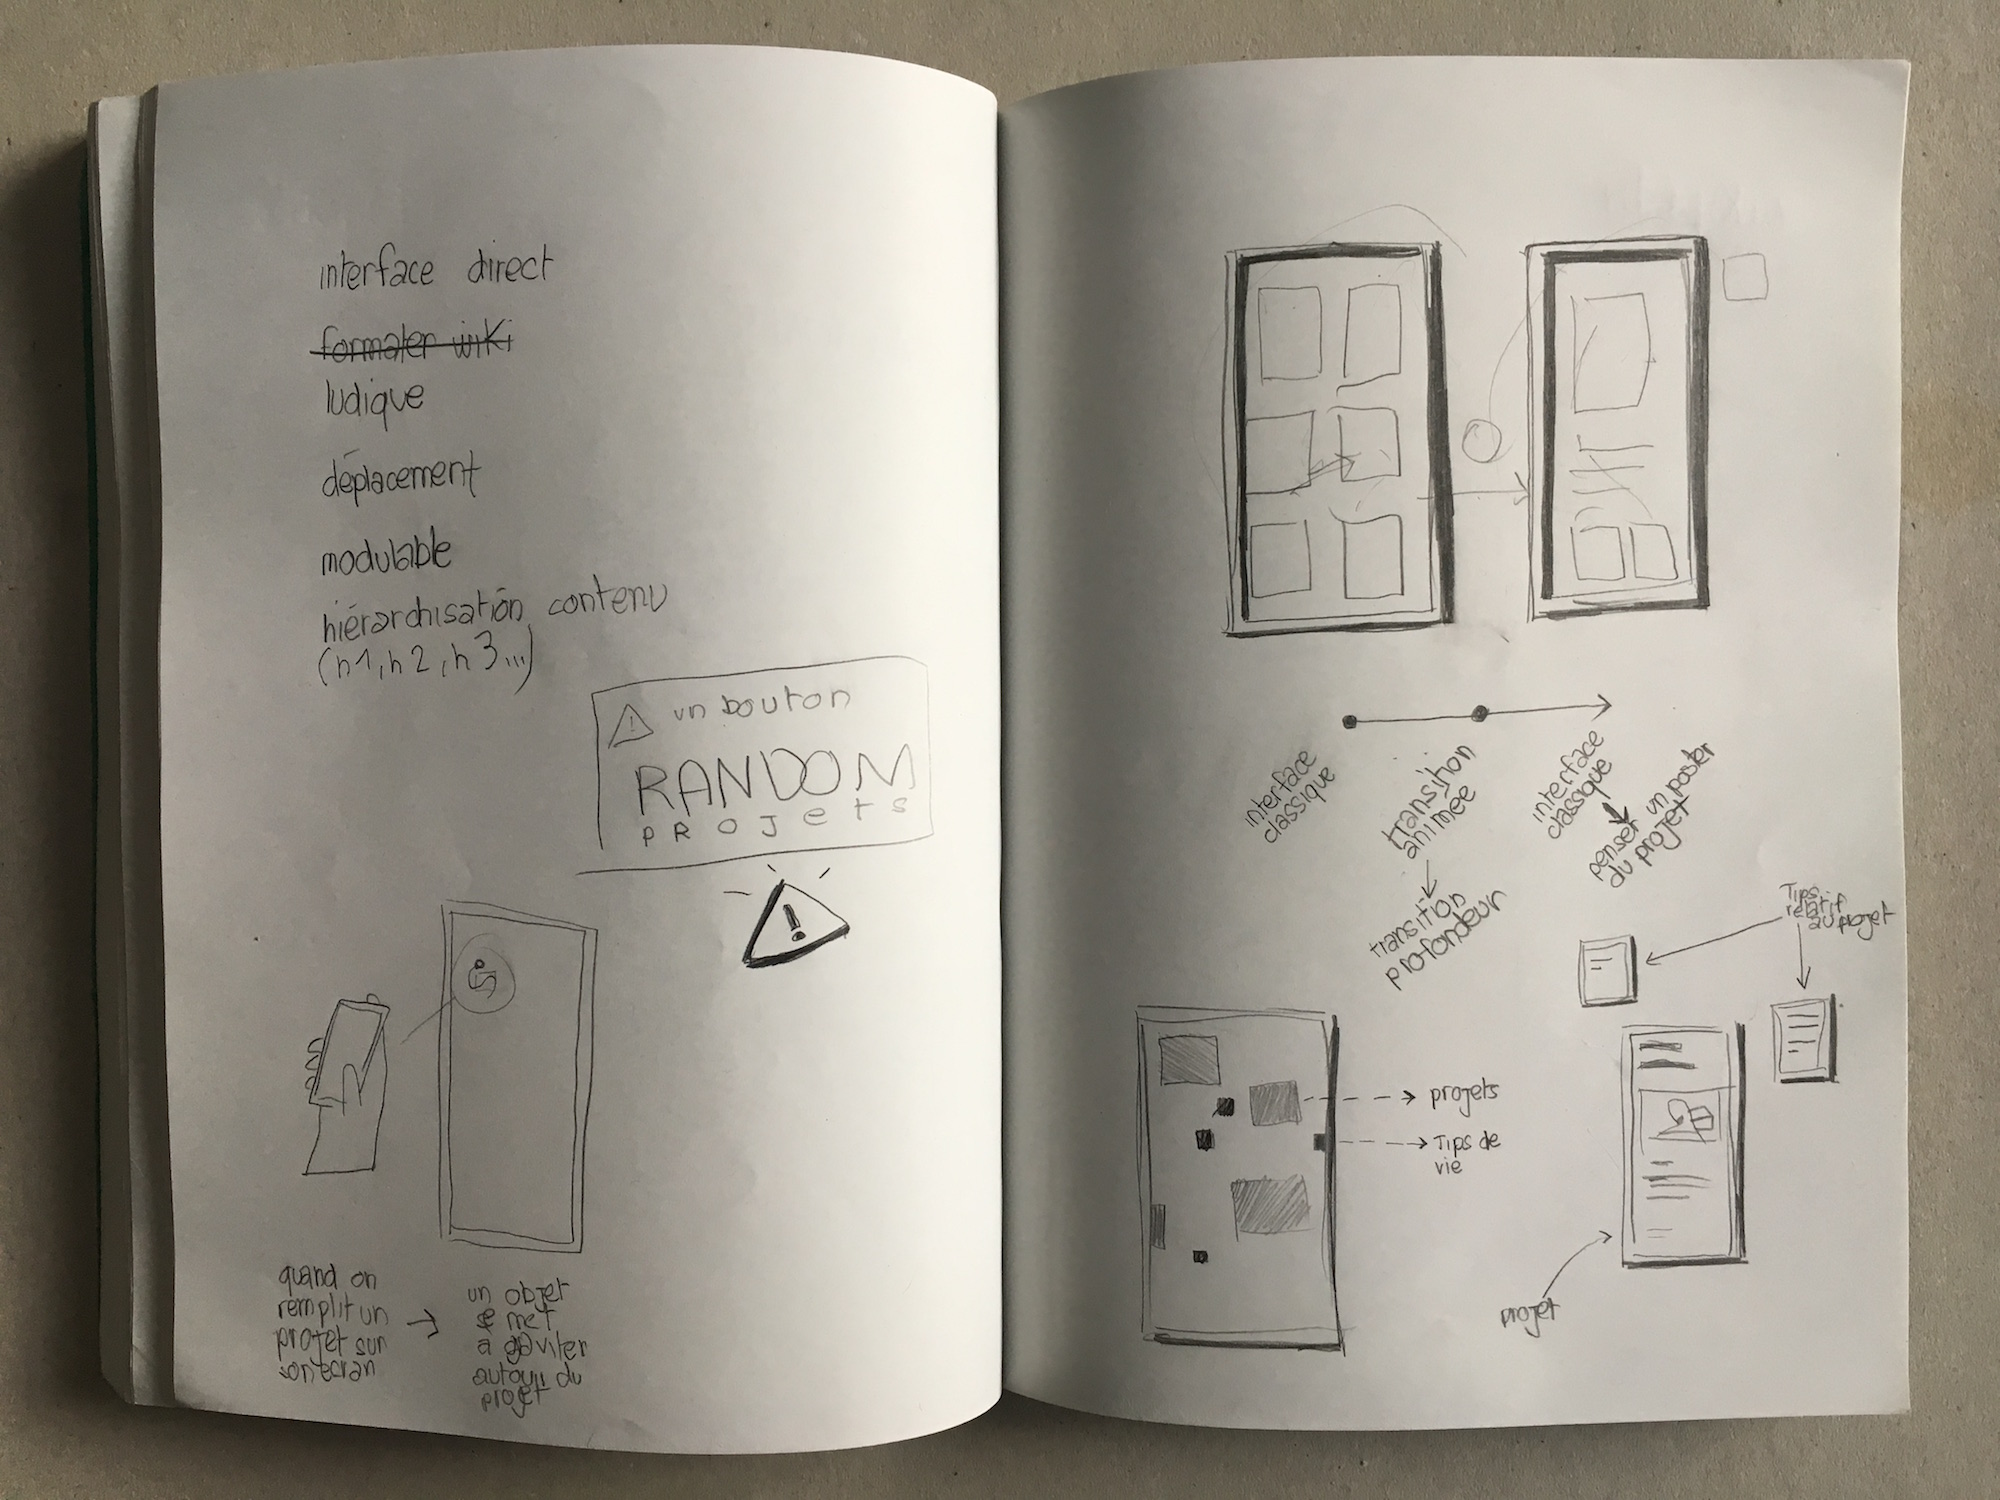 interface direct
formater wiki
ludique
déplacement
modulable
hiérarchisation contenu
(h1, h2, h3...)
! un bouton
RANDOM
PROJETS
!
quand on
remplit un
projet sur
son écran
→
un objet
se met
à graviter
autour du
projet
interface
classique
transition
animée
transition
profondeur
interface
classique
penser un poster
du projet
Tips
relatif
au projet
projets
Tips de
vie
projet